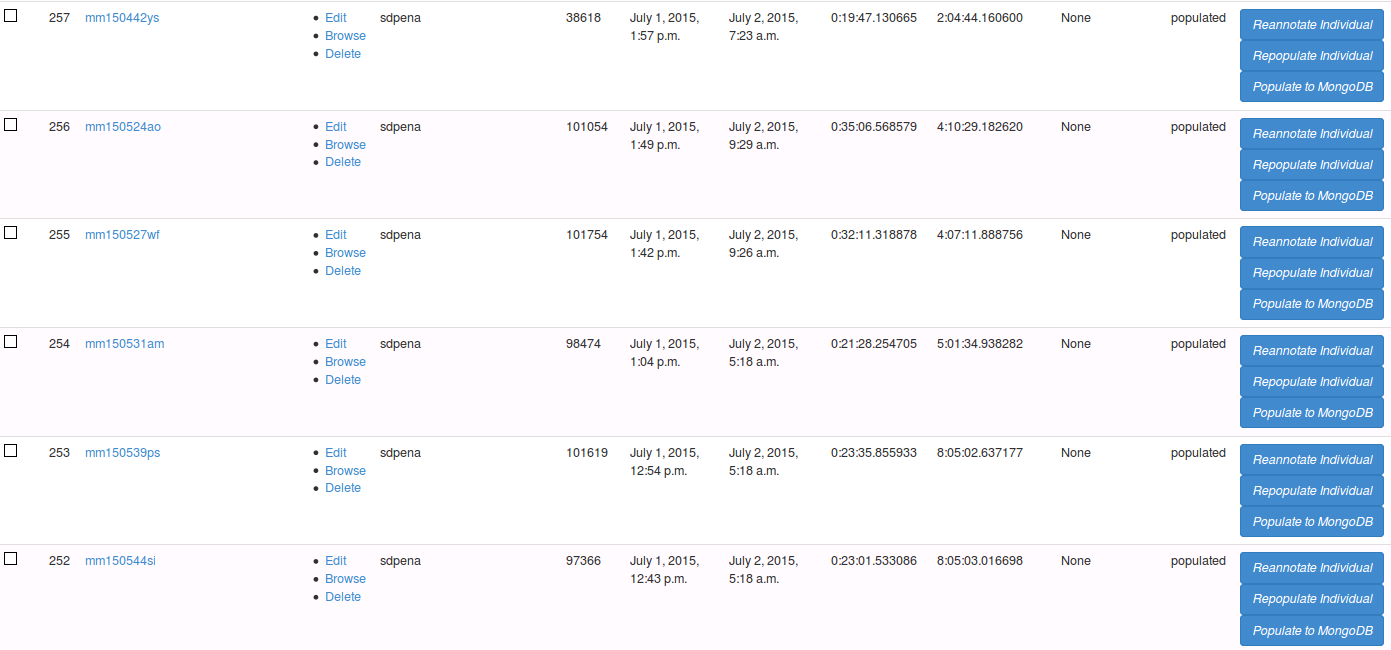 257 mm150442ys Edit sdpena 38618 July 1, 2015, July 2, 2015, 0:19:47.130665 2:04:44.160600 None populated Reannotate Individual
Browse 1:57 p.m. 7:23 a.m.
Delete Repopulate Individual
Populate to MongoDB
256 mm150524ao Edit sdpena 101054 July 1, 2015, July 2, 2015, 0:35:06.568579 4:10:29.182620 None populated Reannotate Individual
Browse 1:49 p.m. 9:29 a.m.
Delete Repopulate Individual
Populate to MongoDB
255 mm150527wf Edit sdpena 101754 July 1, 2015, July 2, 2015, 0:32:11.318878 4:07:11.888756 None populated Reannotate Individual
Browse 1:42 p.m. 9:26 a.m.
Delete Repopulate Individual
Populate to MongoDB
254 mm150531am Edit sdpena 98474 July 1, 2015, July 2, 2015, 0:21:28.254705 5:01:34.938282 None populated Reannotate Individual
Browse 1:04 p.m. 5:18 a.m.
Delete Repopulate Individual
Populate to MongoDB
253 mm150539ps Edit sdpena 101619 July 1, 2015, July 2, 2015, 0:23:35.855933 8:05:02.637177 None populated Reannotate Individual
Browse 12:54 p.m. 5:18 a.m.
Delete Repopulate Individual
Populate to MongoDB
252 mm150544si Edit sdpena 97366 July 1, 2015, July 2, 2015, 0:23:01.533086 8:05:03.016698 None populated Reannotate Individual
Browse 12:43 p.m. 5:18 a.m.
Delete Repopulate Individual
Populate to MongoDB